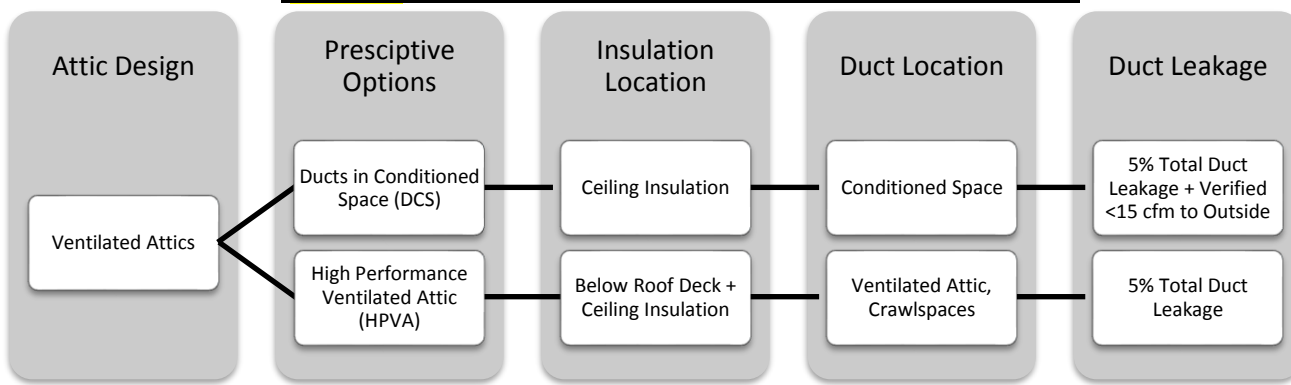 Attic Design
Presciptive
Options
Insulation
Location
Duct Location
Duct Leakage
Ventilated Attics
Ducts in Conditioned
Space (DCS)
Ceiling Insulation
Conditioned Space
5% Total Duct
Leakage + Verified
<15 cfm to Outside
High Performance
Ventilated Attic
(HPVA)
Below Roof Deck +
Ceiling Insulation
Ventilated Attic,
Crawlspaces
5% Total Duct
Leakage